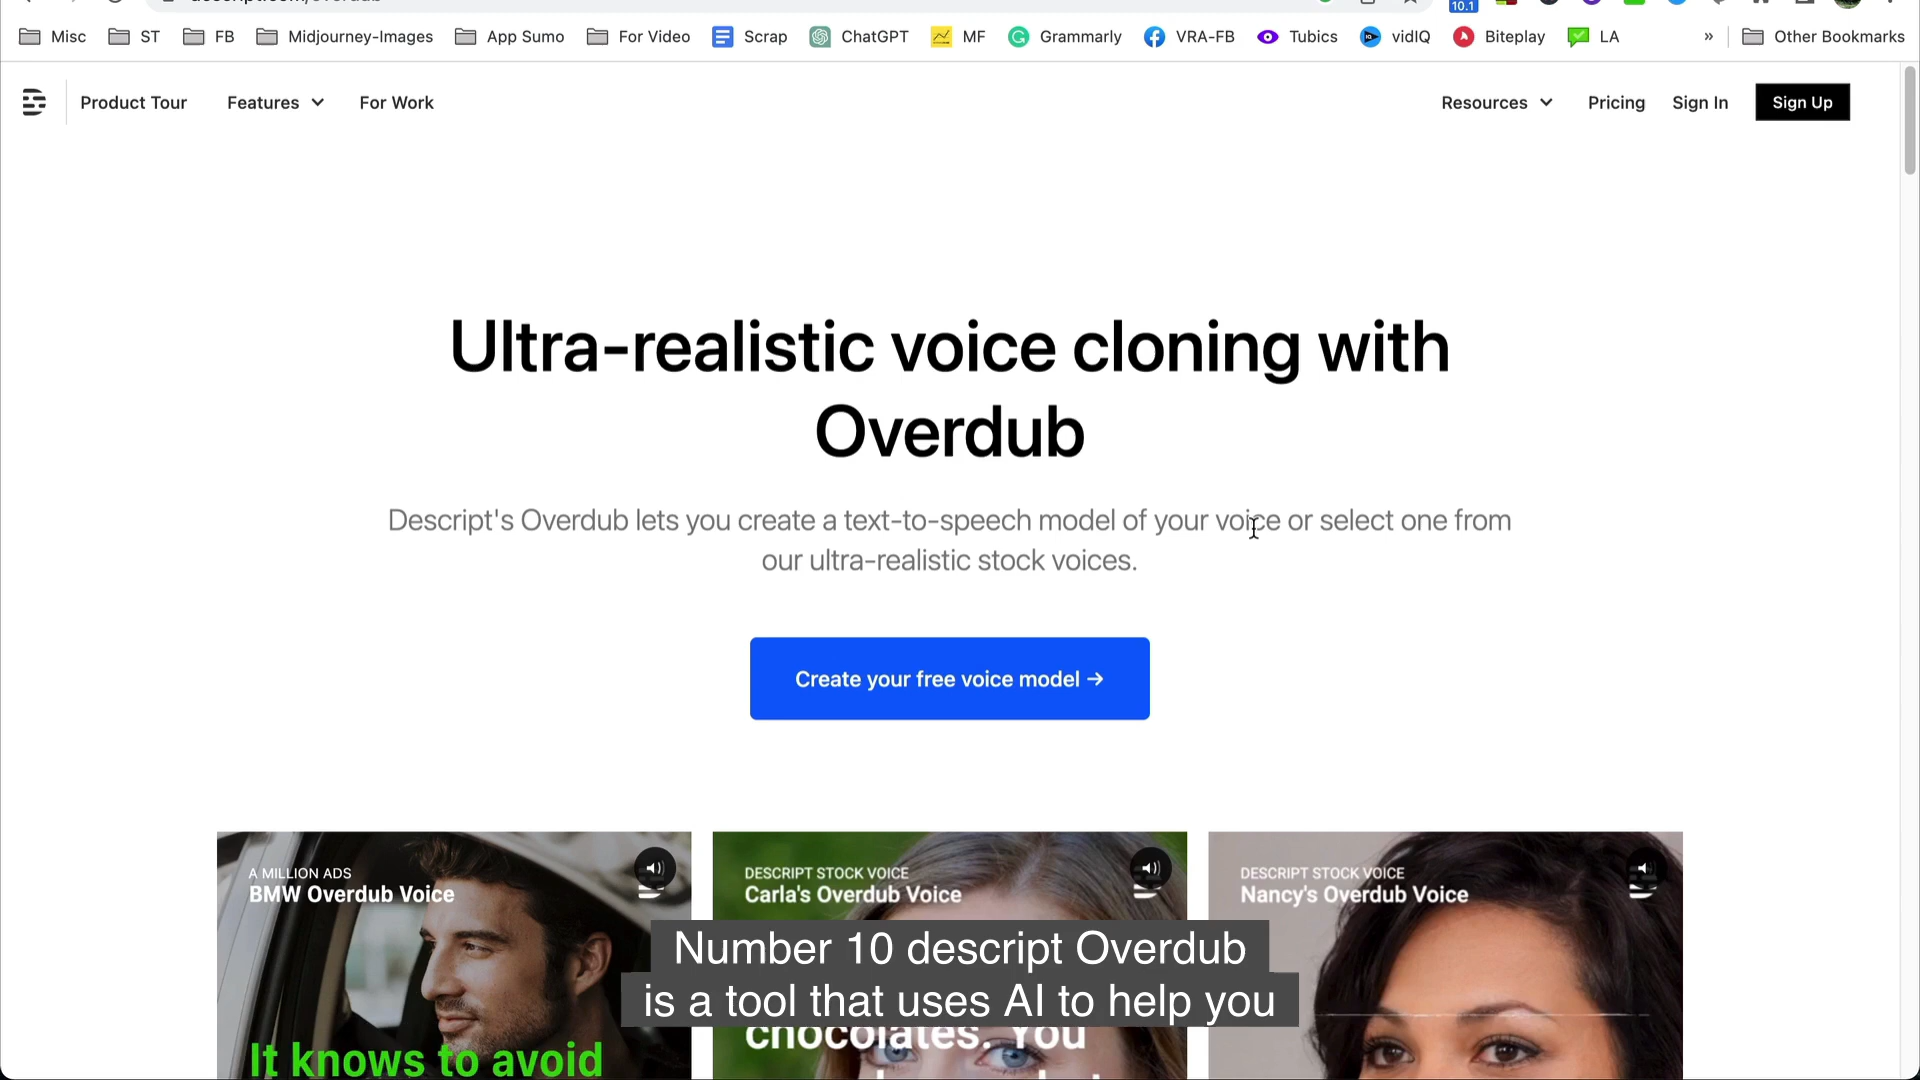 10.1
Misc ST FB Midjourney-Images App Sumo For Video Scrap ChatGPT MF Grammarly VRA-FB Tubics vidIQ Biteplay LA » Other Bookmarks
Product Tour Features For Work Resources Pricing Sign In Sign Up
Ultra-realistic voice cloning with
Overdub
Descript's Overdub lets you create a text-to-speech model of your voice or select one from
our ultra-realistic stock voices.
Create your free voice model →
A MILLION ADS
BMW Overdub Voice
DESCRIPT STOCK VOICE
Carla's Overdub Voice
DESCRIPT STOCK VOICE
Nancy's Overdub Voice
Number 10 descript Overdub
is a tool that uses AI to help you
It knows to avoid
chocolates. You